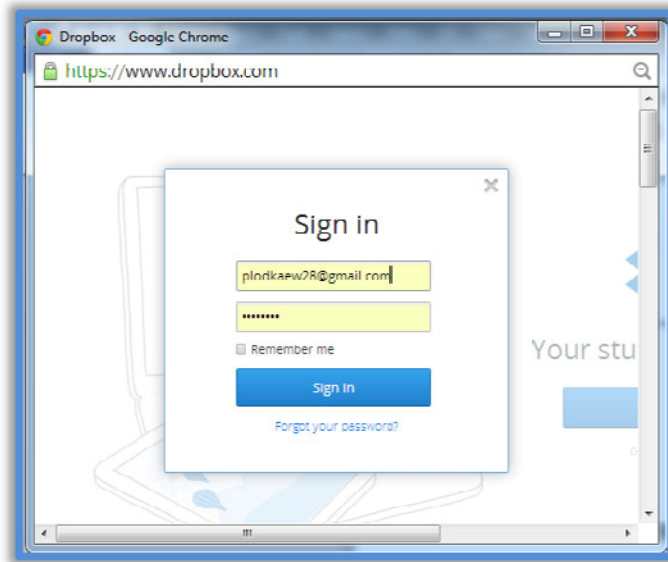 Dropbox Google Chrome
https://www.dropbox.com
Sign in
plodkaew28@gmail.com
••••••••
Remember me
Sign in
Forgot your password?
Your stu